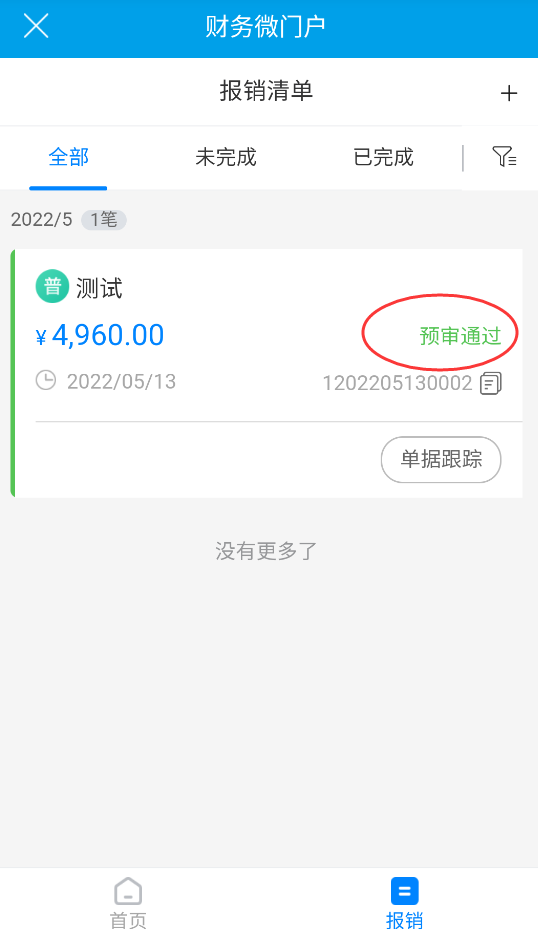 财务微门户
报销清单
全部 未完成 已完成
2022/5 1笔
普 测试
¥ 4,960.00 预审通过
2022/05/13 1202205130002
单据跟踪
没有更多了
首页 报销